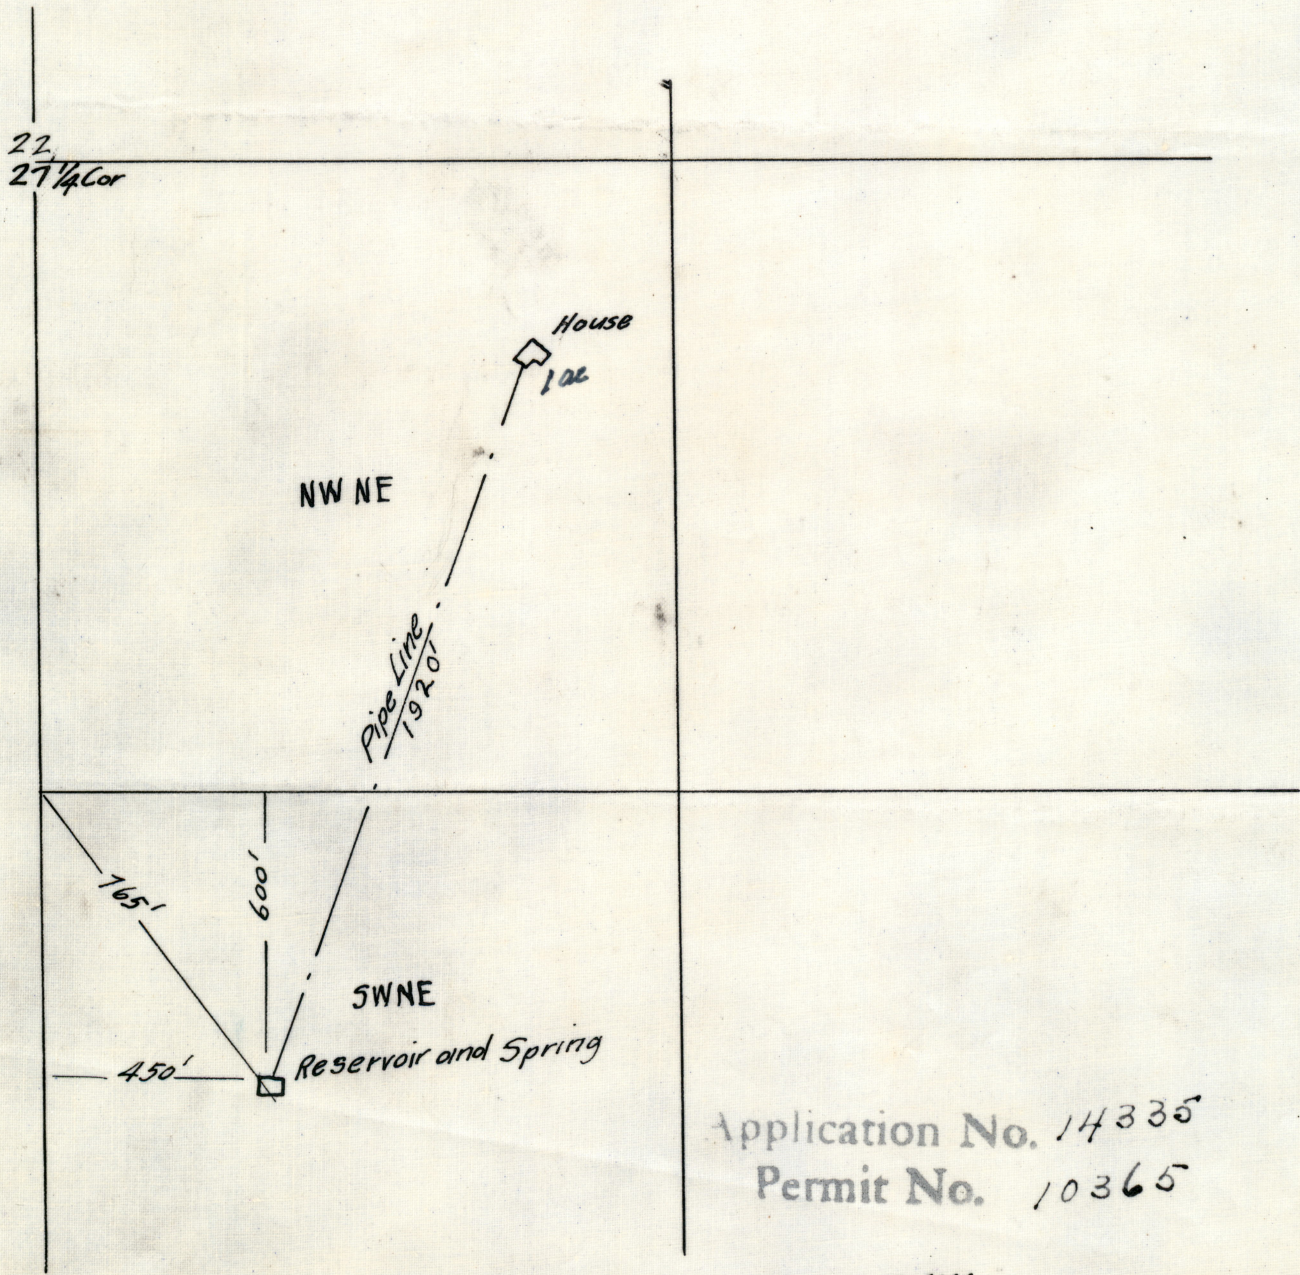 22
27 1/4 Cor
House
1 ac
NW NE
Pipe Line
1920'
765'
600'
SWNE
Reservoir and Spring
450'
Application No. 14335
Permit No. 10365